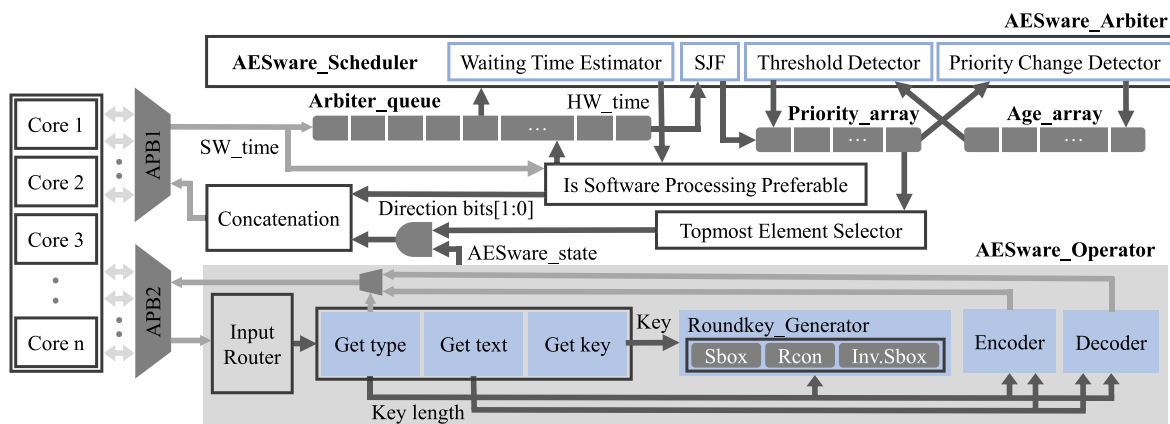 AESware_Arbiter
AESware_Scheduler
Waiting Time Estimator
SJF
Threshold Detector
Priority Change Detector
Arbiter_queue
HW_time
Priority_array
Age_array
...
...
...
Core 1
Core 2
Core 3
Core n
APB1
SW_time
Is Software Processing Preferable
Concatenation
Direction bits[1:0]
Topmost Element Selector
AESware_state
AESware_Operator
APB2
Input
Router
Get type
Get text
Get key
Key
Roundkey_Generator
Sbox
Rcon
Inv.Sbox
Encoder
Decoder
Key length